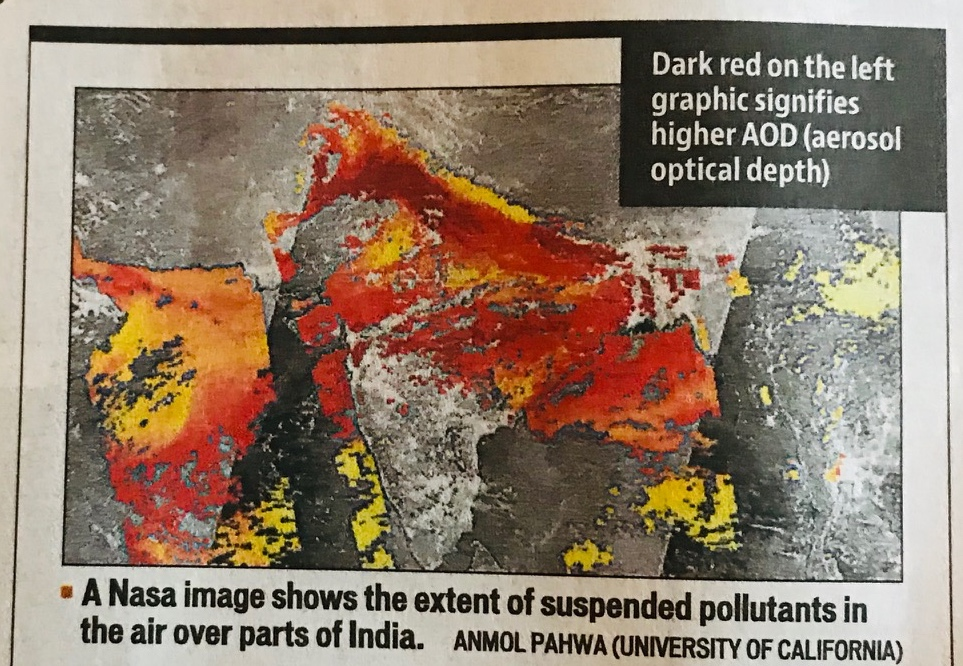 Dark red on the left
graphic signifies
higher AOD (aerosol
optical depth)
A Nasa image shows the extent of suspended pollutants in
the air over parts of India. ANMOL PAHWA (UNIVERSITY OF CALIFORNIA)